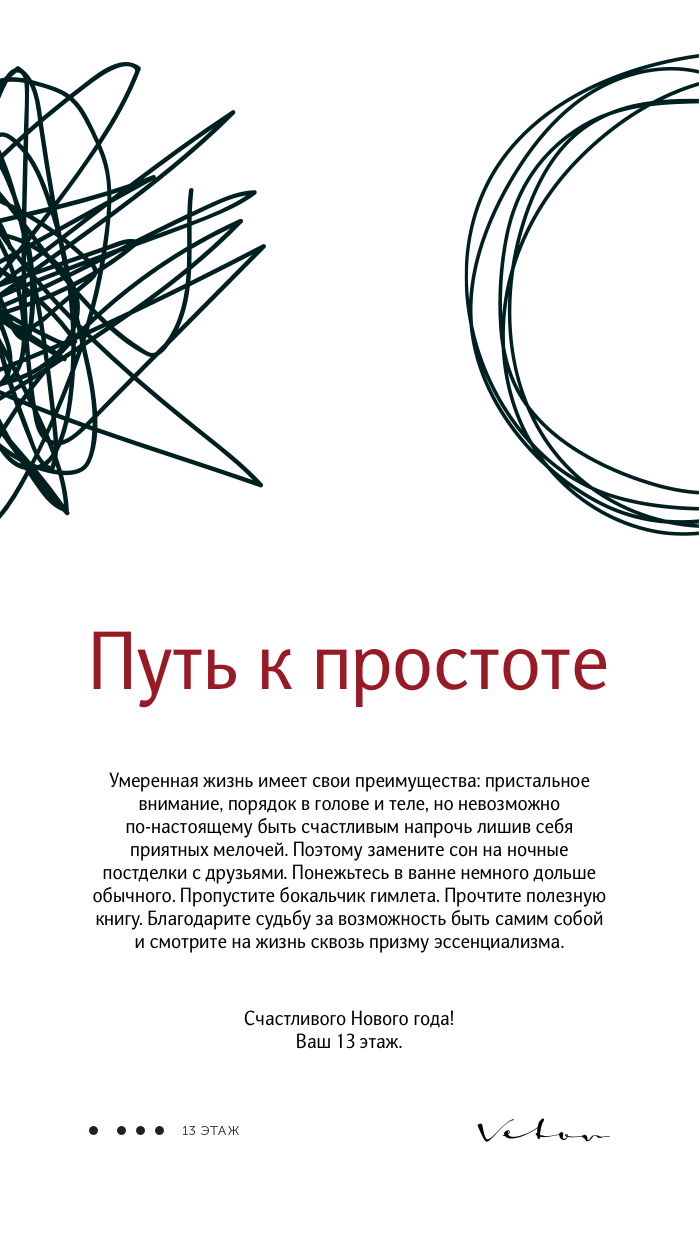 Путь к простоте
Умеренная жизнь имеет свои преимущества: пристальное
внимание, порядок в голове и теле, но невозможно
по-настоящему быть счастливым напрочь лишив себя
приятных мелочей. Поэтому замените сон на ночные
постделки с друзьями. Понежьтесь в ванне немного дольше
обычного. Пропустите бокальчик гимлета. Прочтите полезную
книгу. Благодарите судьбу за возможность быть самим собой
и смотрите на жизнь сквозь призму эссенциализма.
Счастливого Нового года!
Ваш 13 этаж.
13 ЭТАЖ